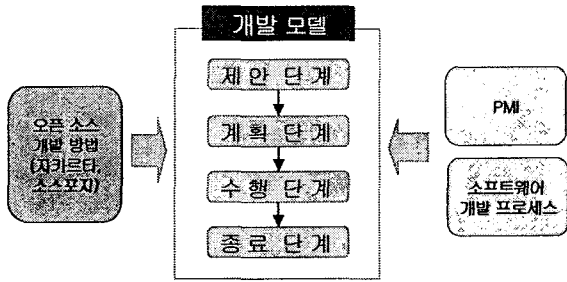 개발 모델
제안 단계
계획 단계
수행 단계
종료 단계
오픈 소스
개발 방법
(자카르타,
소스포지)
PMI
소프트웨어
개발 프로세스